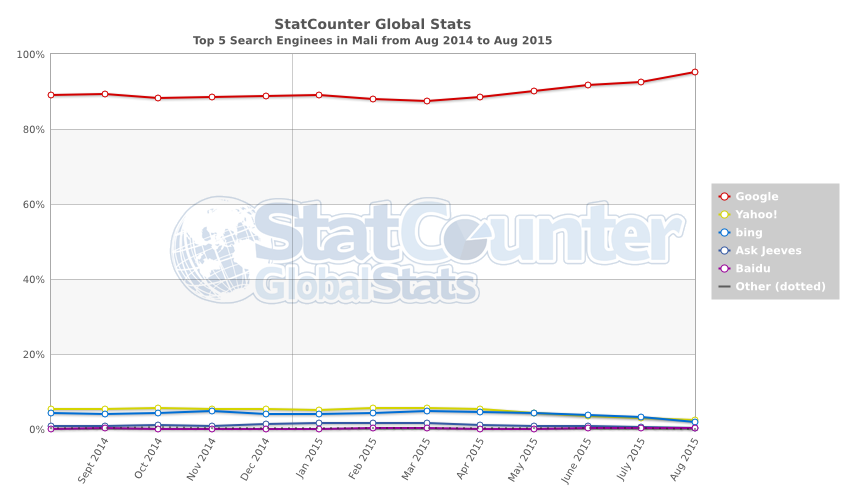 StatCounter Global Stats
Top 5 Search Enginees in Mali from Aug 2014 to Aug 2015
100%
80%
60%
40%
20%
0%
StatCounter
GlobalStats
Sept 2014
Oct 2014
Nov 2014
Dec 2014
Jan 2015
Feb 2015
Mar 2015
Apr 2015
May 2015
June 2015
July 2015
Aug 2015
Google
Yahoo!
bing
Ask Jeeves
Baidu
Other (dotted)